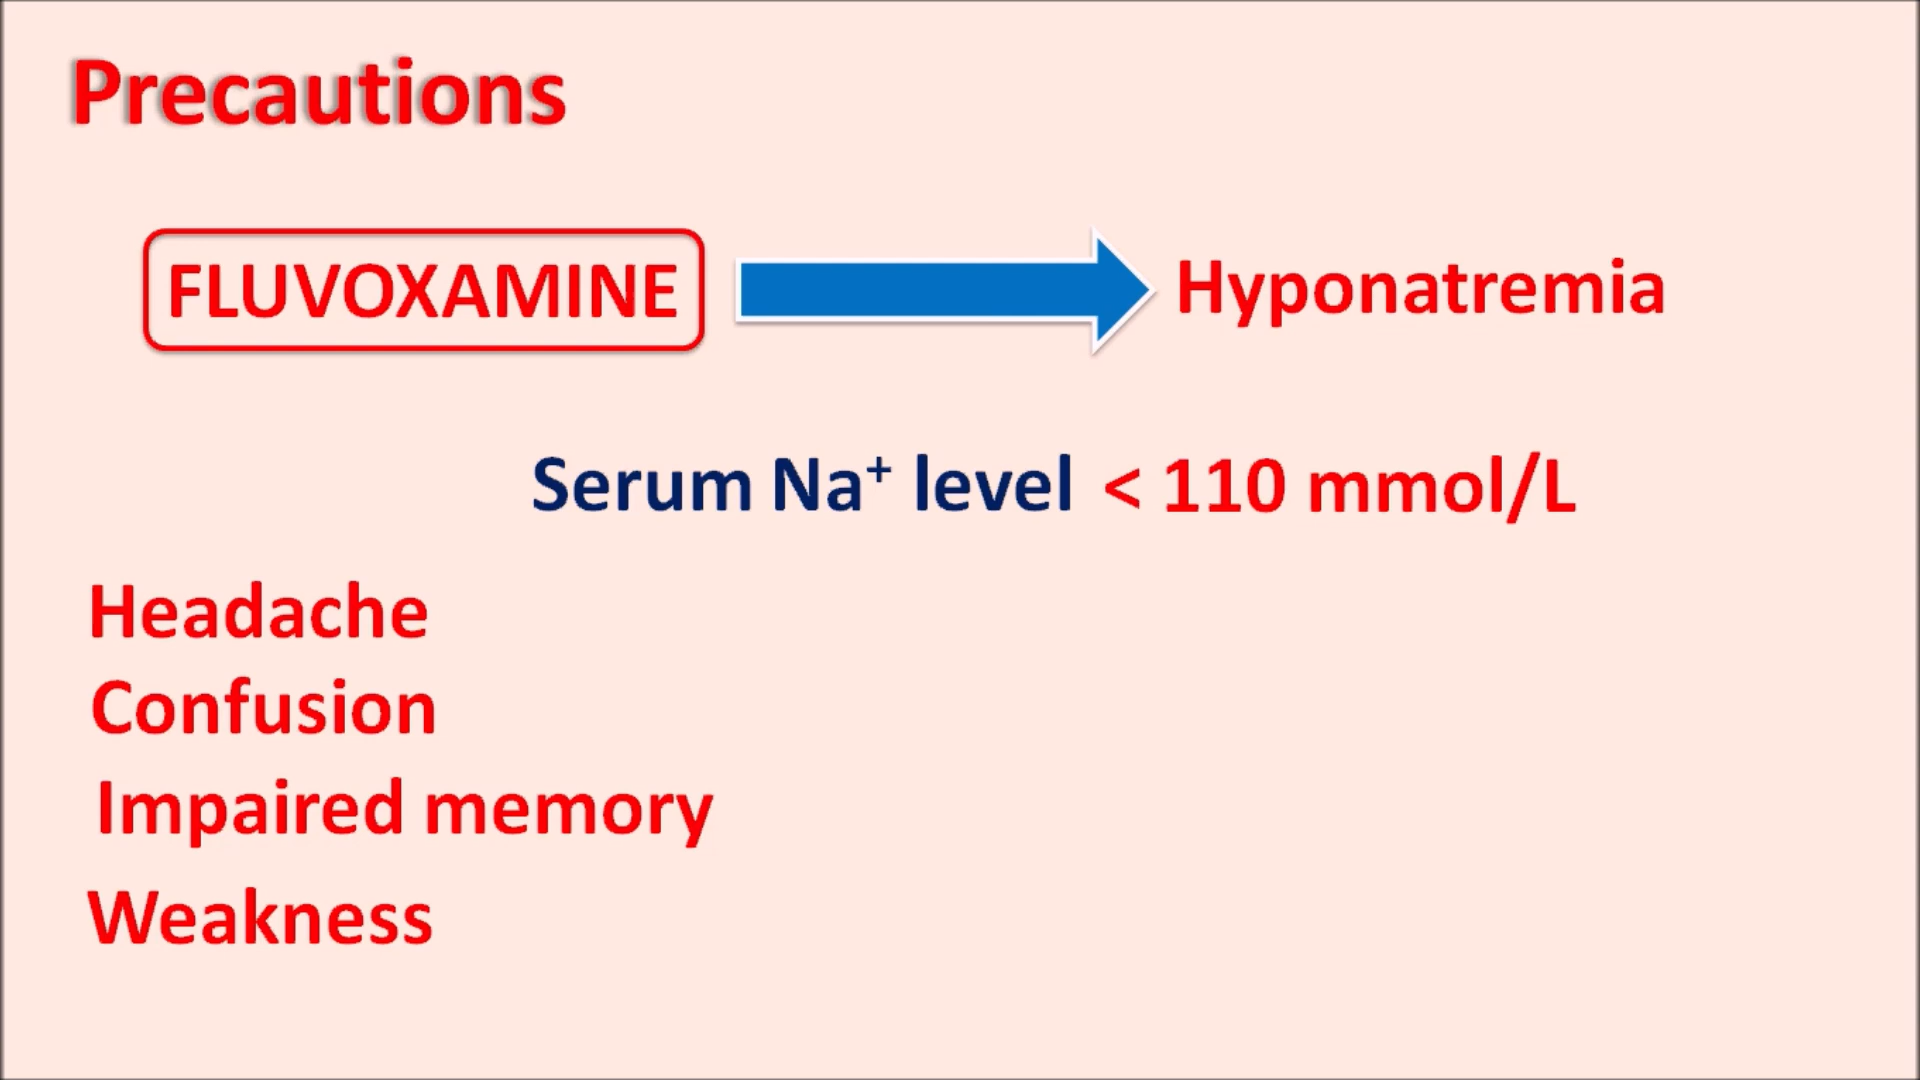 Precautions
FLUVOXAMINE
Hyponatremia
Serum Na⁺ level < 110 mmol/L
Headache
Confusion
Impaired memory
Weakness